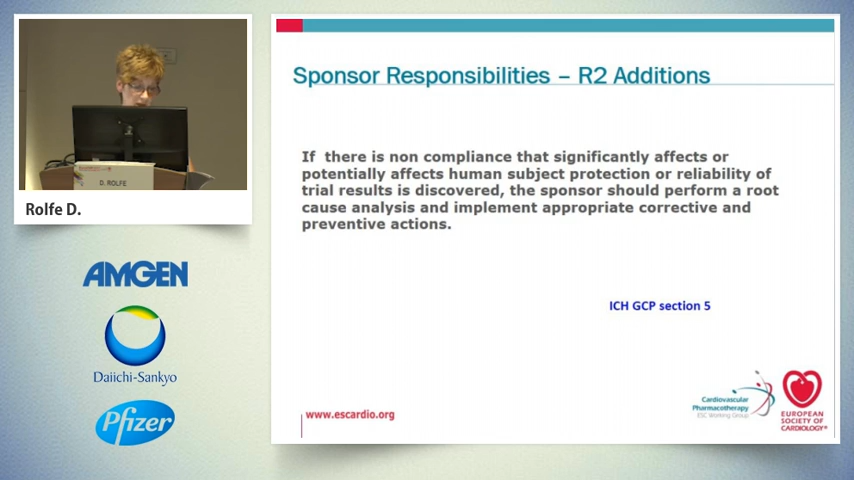 D. ROLFE
Rolfe D.
AMGEN
Daiichi-Sankyo
Pfizer
Sponsor Responsibilities – R2 Additions
If there is non compliance that significantly affects or
potentially affects human subject protection or reliability of
trial results is discovered, the sponsor should perform a root
cause analysis and implement appropriate corrective and
preventive actions.
ICH GCP section 5
www.escardio.org
Cardiovascular
Pharmacotherapy
ESC Working Group
EUROPEAN
SOCIETY OF
CARDIOLOGY®